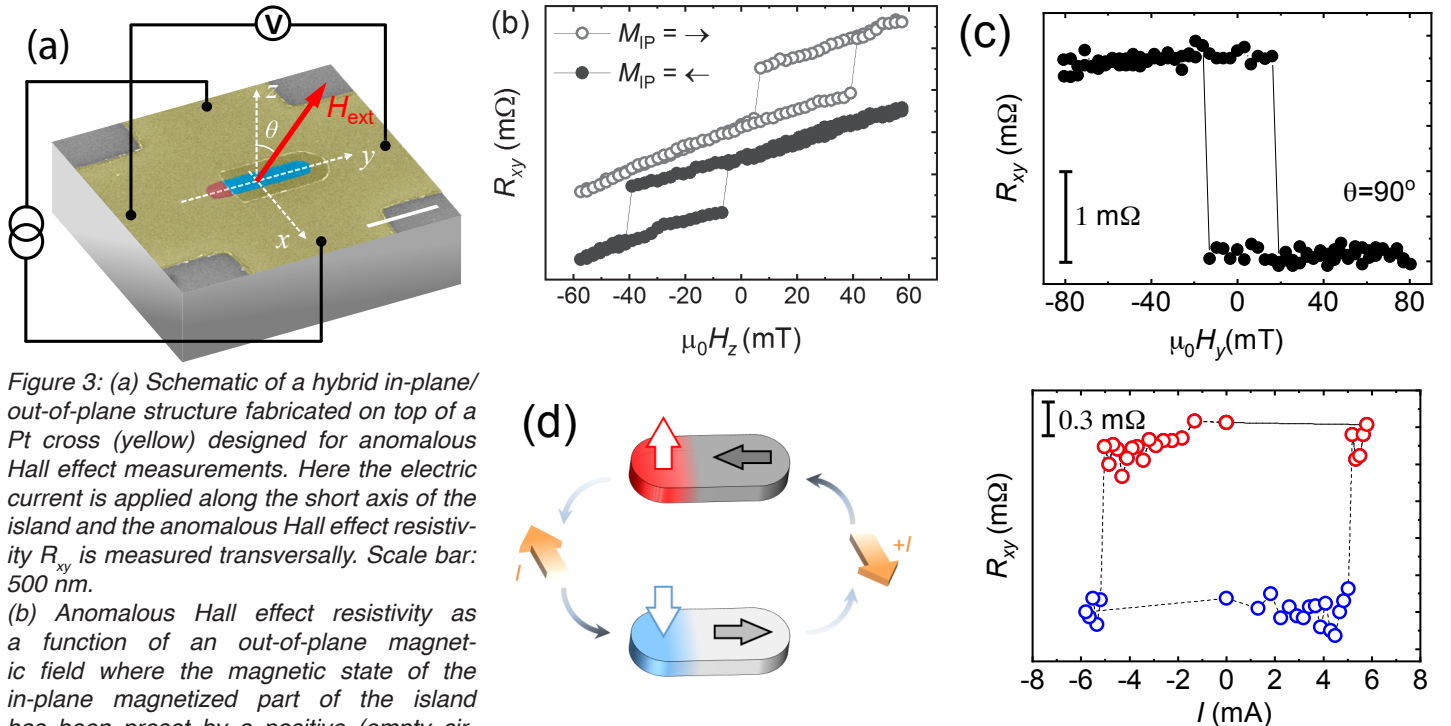 (a)
V
z
θ
H_ext
y
x
(b)
M_IP = →
M_IP = ←
R_xy (mΩ)
-60 -40 -20 0 20 40 60
μ₀H_z (mT)
(c)
R_xy (mΩ)
1 mΩ
θ=90°
-80 -40 0 40 80
μ₀H_y(mT)
Figure 3: (a) Schematic of a hybrid in-plane/
out-of-plane structure fabricated on top of a
Pt cross (yellow) designed for anomalous
Hall effect measurements. Here the electric
current is applied along the short axis of the
island and the anomalous Hall effect resistiv-
ity R_xy is measured transversally. Scale bar:
500 nm.
(b) Anomalous Hall effect resistivity as
a function of an out-of-plane magnet-
ic field where the magnetic state of the
in-plane magnetized part of the island
(d)
I
+I
0.3 mΩ
R_xy (mΩ)
-8 -6 -4 -2 0 2 4 6 8
I (mA)